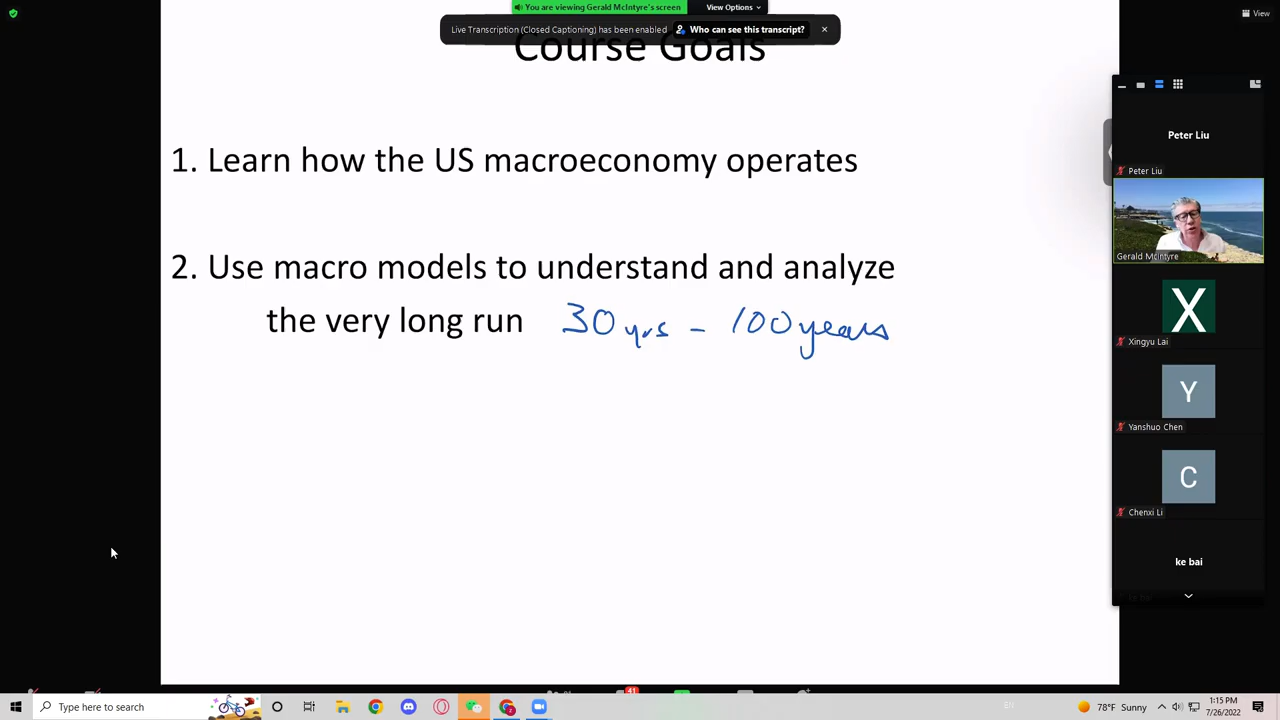 You are viewing Gerald McIntyre's screen
View Options
View
Live Transcription (Closed Captioning) has been enabled
Who can see this transcript?
Course Goals
1. Learn how the US macroeconomy operates
2. Use macro models to understand and analyze
the very long run 30 yrs - 100 years
Peter Liu
Peter Liu
Gerald McIntyre
X
Xingyu Lai
Y
Yanshuo Chen
C
Chenxi Li
ke bai
41
Type here to search
78°F Sunny
1:15 PM
7/26/2022